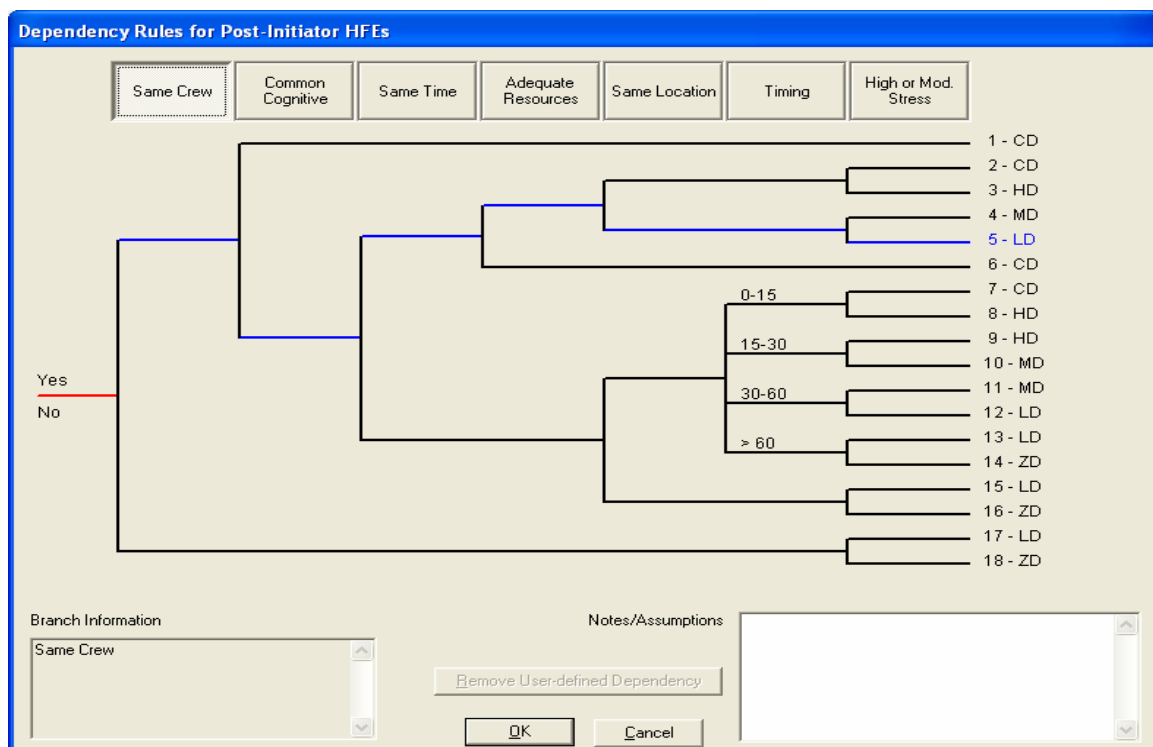 Dependency Rules for Post-Initiator HFEs
Same Crew
Common
Cognitive
Same Time
Adequate
Resources
Same Location
Timing
High or Mod.
Stress
1 - CD
2 - CD
3 - HD
4 - MD
5 - LD
6 - CD
0-15
7 - CD
8 - HD
15-30
9 - HD
10 - MD
Yes
No
30-60
11 - MD
12 - LD
> 60
13 - LD
14 - ZD
15 - LD
16 - ZD
17 - LD
18 - ZD
Branch Information
Same Crew
Notes/Assumptions
Remove User-defined Dependency
OK
Cancel